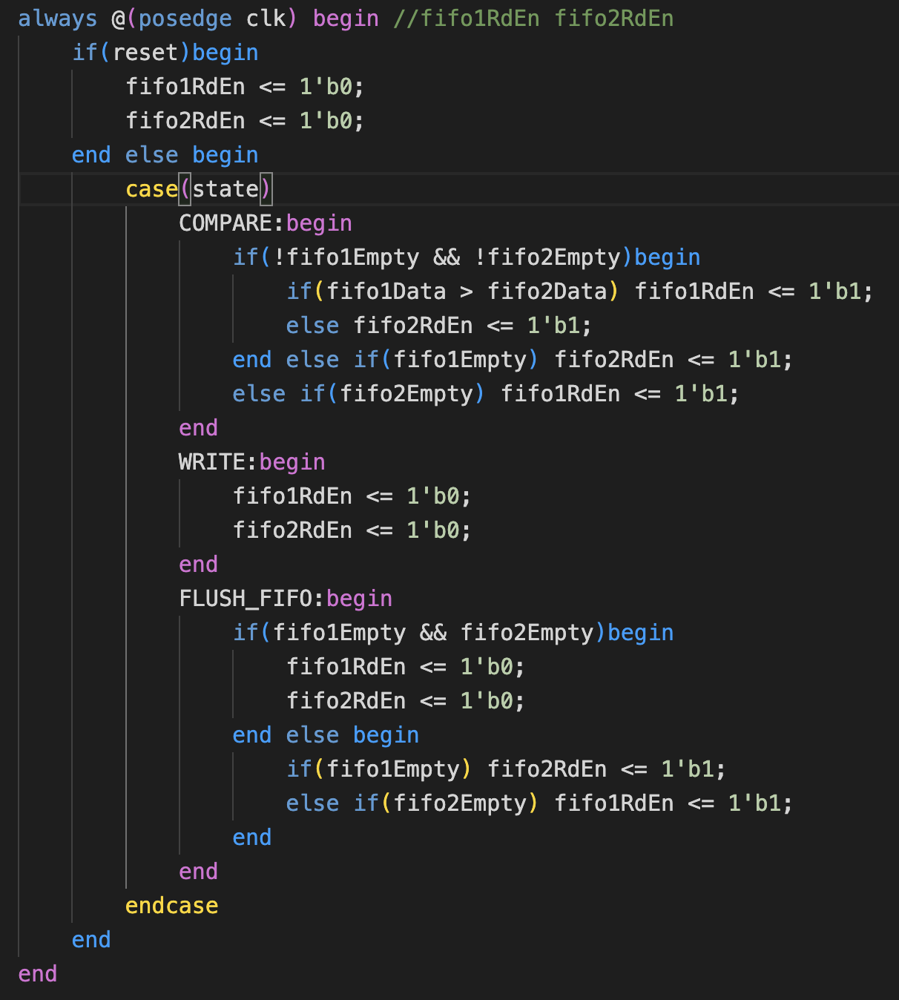 always @(posedge clk) begin //fifo1RdEn fifo2RdEn
    if(reset)begin
        fifo1RdEn <= 1'b0;
        fifo2RdEn <= 1'b0;
    end else begin
        case(state)
            COMPARE:begin
                if(!fifo1Empty && !fifo2Empty)begin
                    if(fifo1Data > fifo2Data) fifo1RdEn <= 1'b1;
                    else fifo2RdEn <= 1'b1;
                end else if(fifo1Empty) fifo2RdEn <= 1'b1;
                else if(fifo2Empty) fifo1RdEn <= 1'b1;
            end
            WRITE:begin
                fifo1RdEn <= 1'b0;
                fifo2RdEn <= 1'b0;
            end
            FLUSH_FIFO:begin
                if(fifo1Empty && fifo2Empty)begin
                    fifo1RdEn <= 1'b0;
                    fifo2RdEn <= 1'b0;
                end else begin
                    if(fifo1Empty) fifo2RdEn <= 1'b1;
                    else if(fifo2Empty) fifo1RdEn <= 1'b1;
                end
            end
        endcase
    end
end